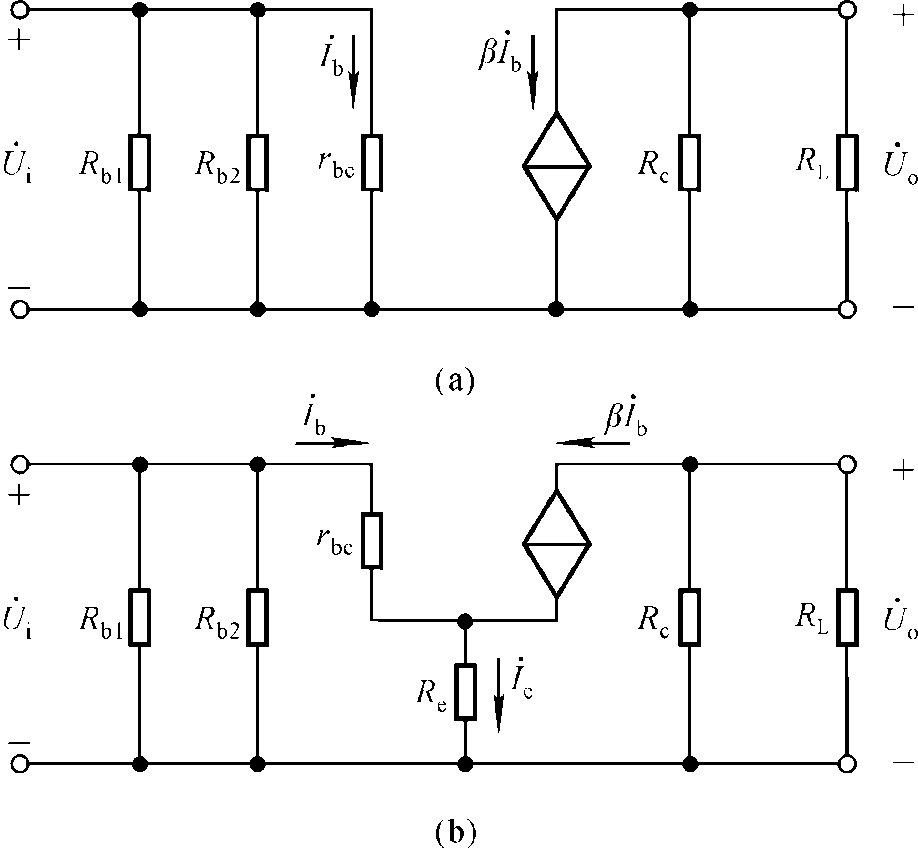 + İb βİb +
U̇i Rb1 Rb2 rbe Rc RL U̇o
− −
(a)
İb βİb
+ +
rbe
U̇i Rb1 Rb2 Rc RL U̇o
Re İe
− −
(b)